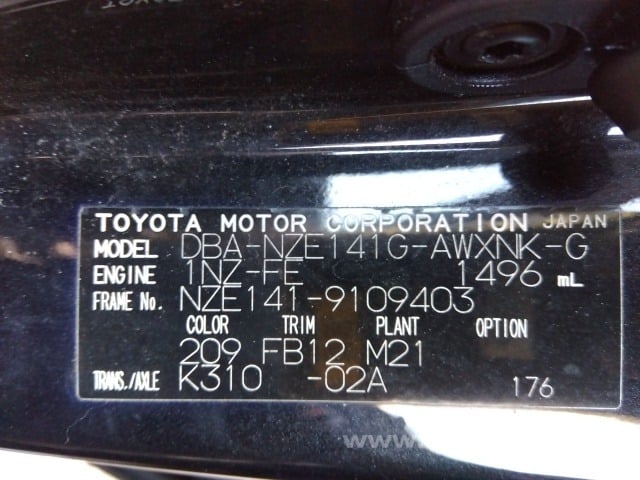 TOYOTA MOTOR CORPORATION JAPAN
MODEL DBA-NZE141G-AWXNK-G
ENGINE 1NZ-FE 1496 mL
FRAME No. NZE141-9109403
COLOR TRIM PLANT OPTION
209 FB12 M21
TRANS./AXLE K310 -02A 176
www.